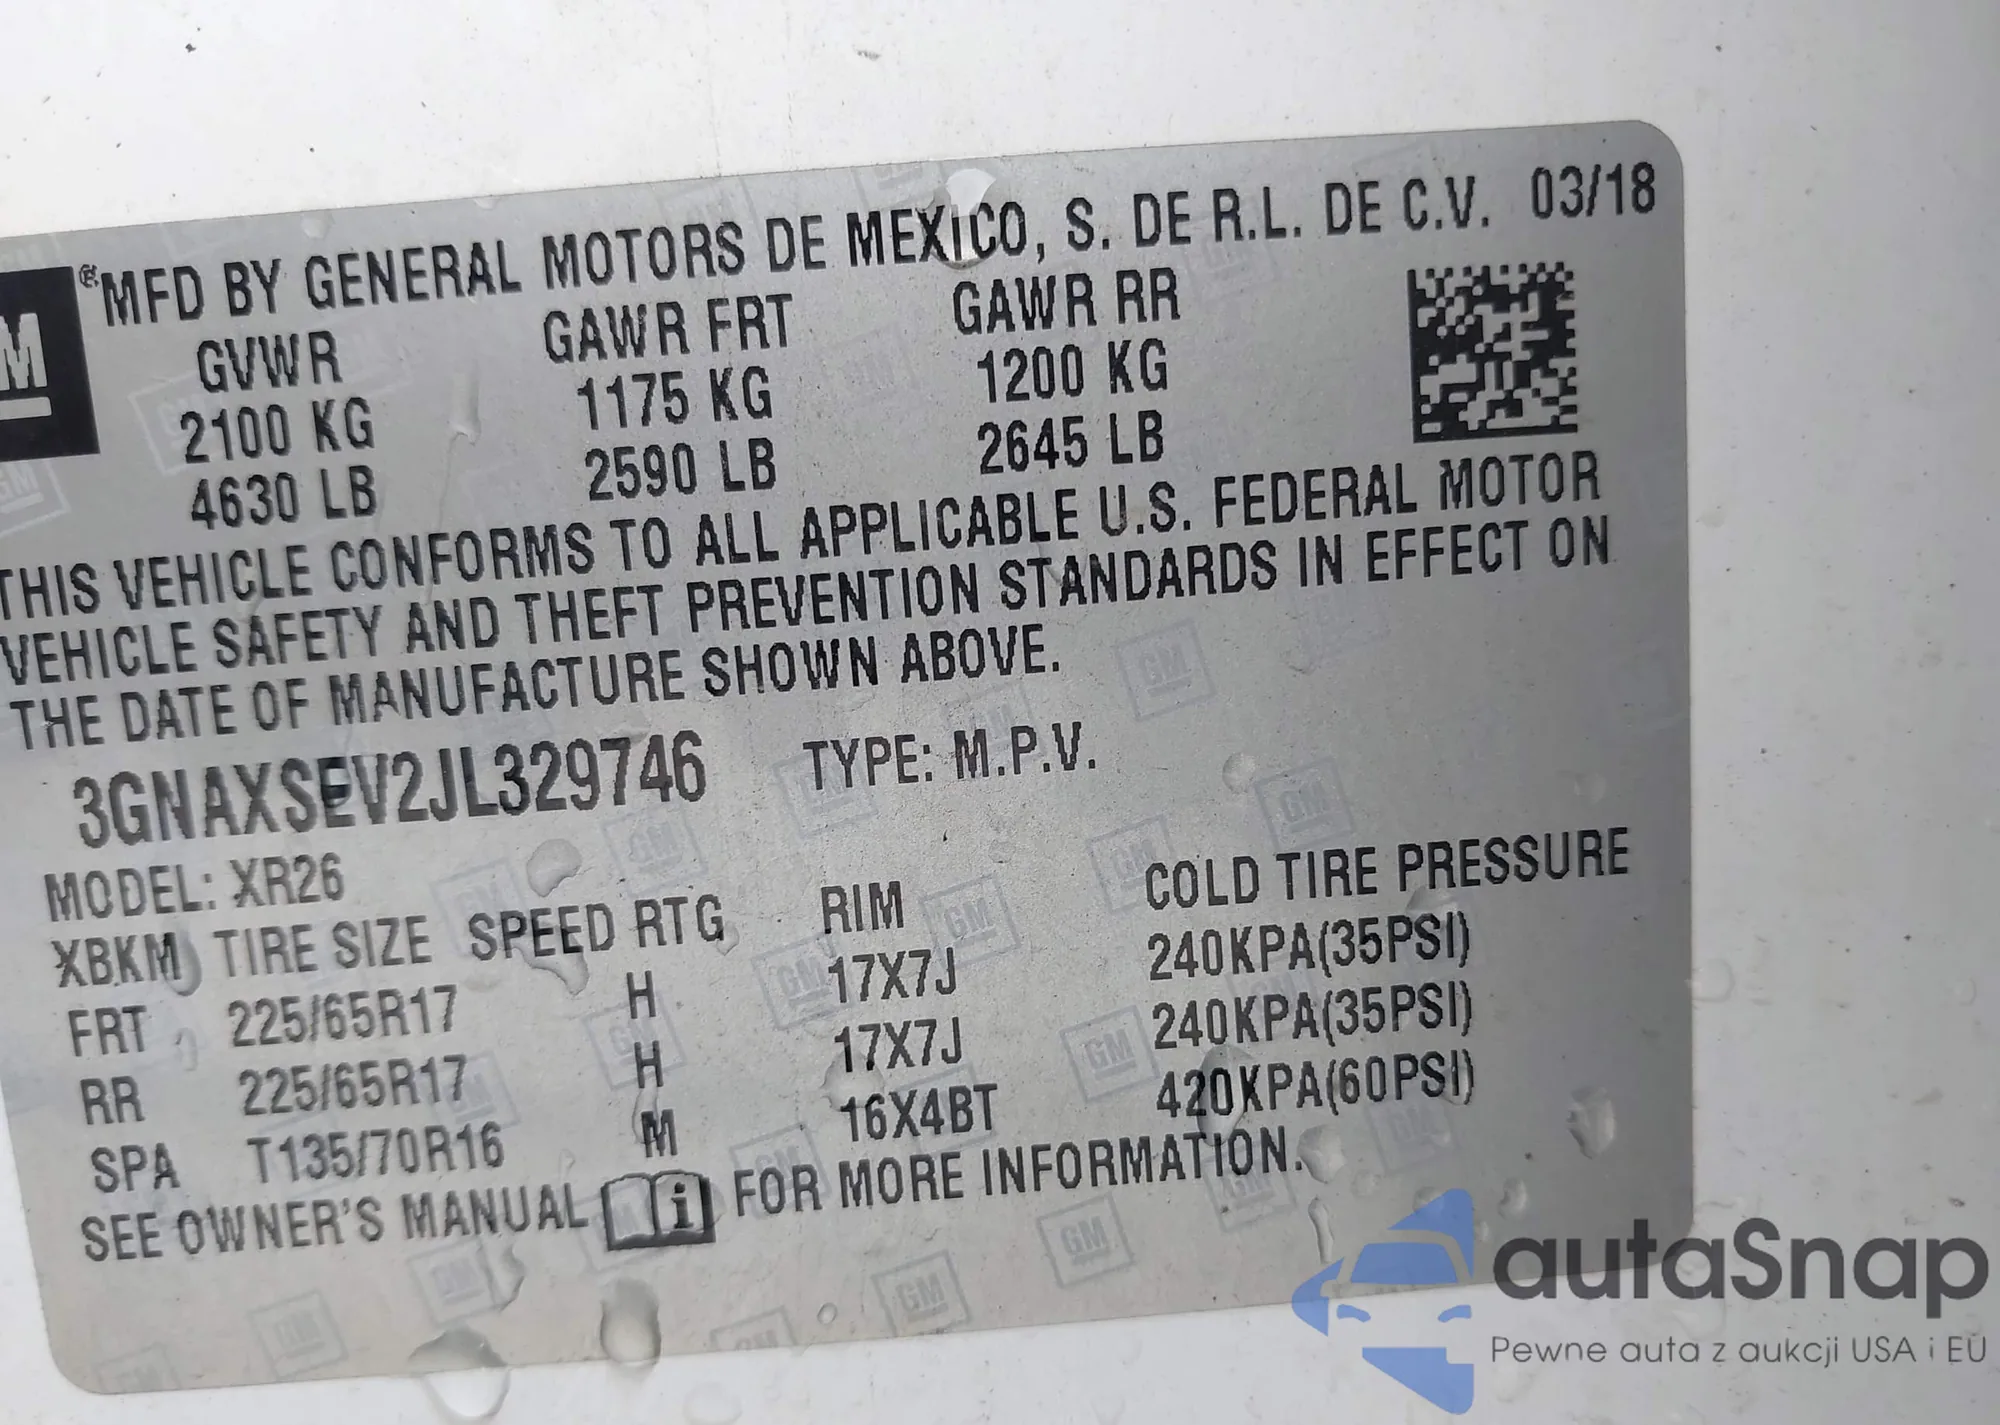 GM
®MFD BY GENERAL MOTORS DE MEXICO, S. DE R.L. DE C.V. 03/18
GVWR GAWR FRT GAWR RR
2100 KG 1175 KG 1200 KG
4630 LB 2590 LB 2645 LB
THIS VEHICLE CONFORMS TO ALL APPLICABLE U.S. FEDERAL MOTOR
VEHICLE SAFETY AND THEFT PREVENTION STANDARDS IN EFFECT ON
THE DATE OF MANUFACTURE SHOWN ABOVE.
3GNAXSEV2JL329746 TYPE: M.P.V.
MODEL: XR26
XBKM TIRE SIZE SPEED RTG RIM COLD TIRE PRESSURE
FRT 225/65R17 H 17X7J 240KPA(35PSI)
RR 225/65R17 H 17X7J 240KPA(35PSI)
SPA T135/70R16 M 16X4BT 420KPA(60PSI)
SEE OWNER'S MANUAL i FOR MORE INFORMATION.
autaSnap
Pewne auta z aukcji USA i EU